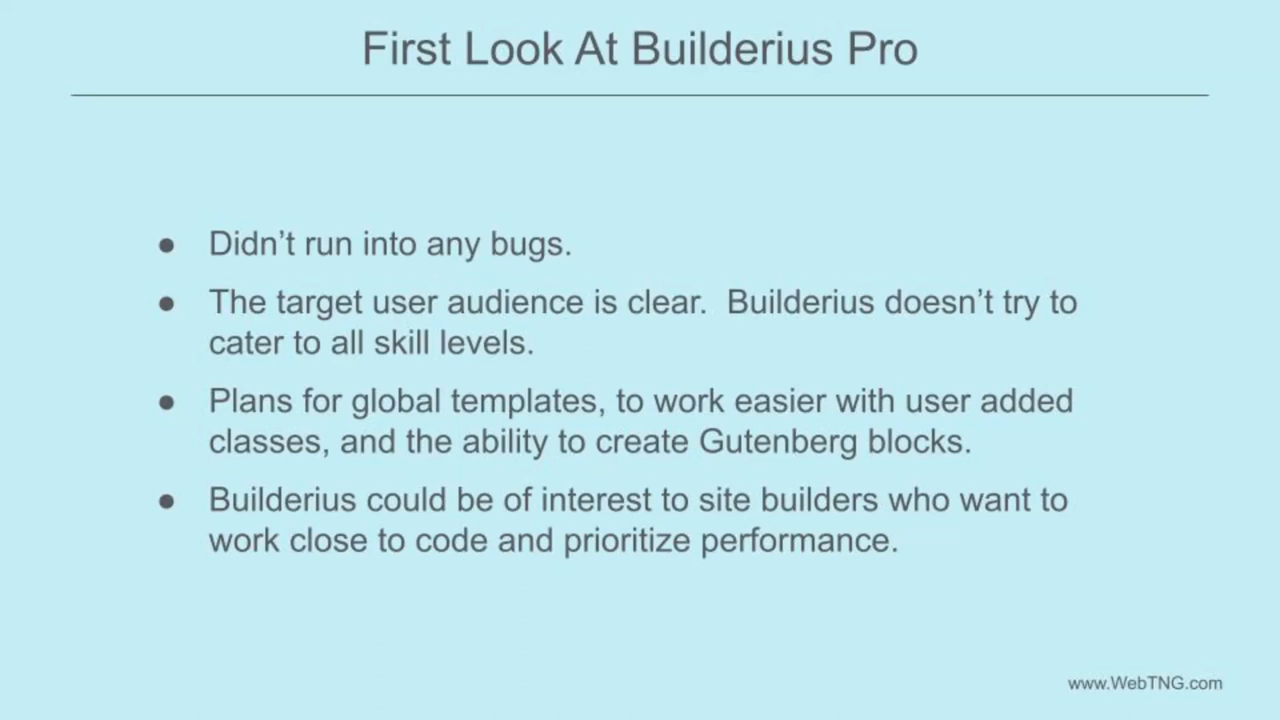 First Look At Builderius Pro
● Didn’t run into any bugs.
● The target user audience is clear.  Builderius doesn’t try to
cater to all skill levels.
● Plans for global templates, to work easier with user added
classes, and the ability to create Gutenberg blocks.
● Builderius could be of interest to site builders who want to
work close to code and prioritize performance.
www.WebTNG.com